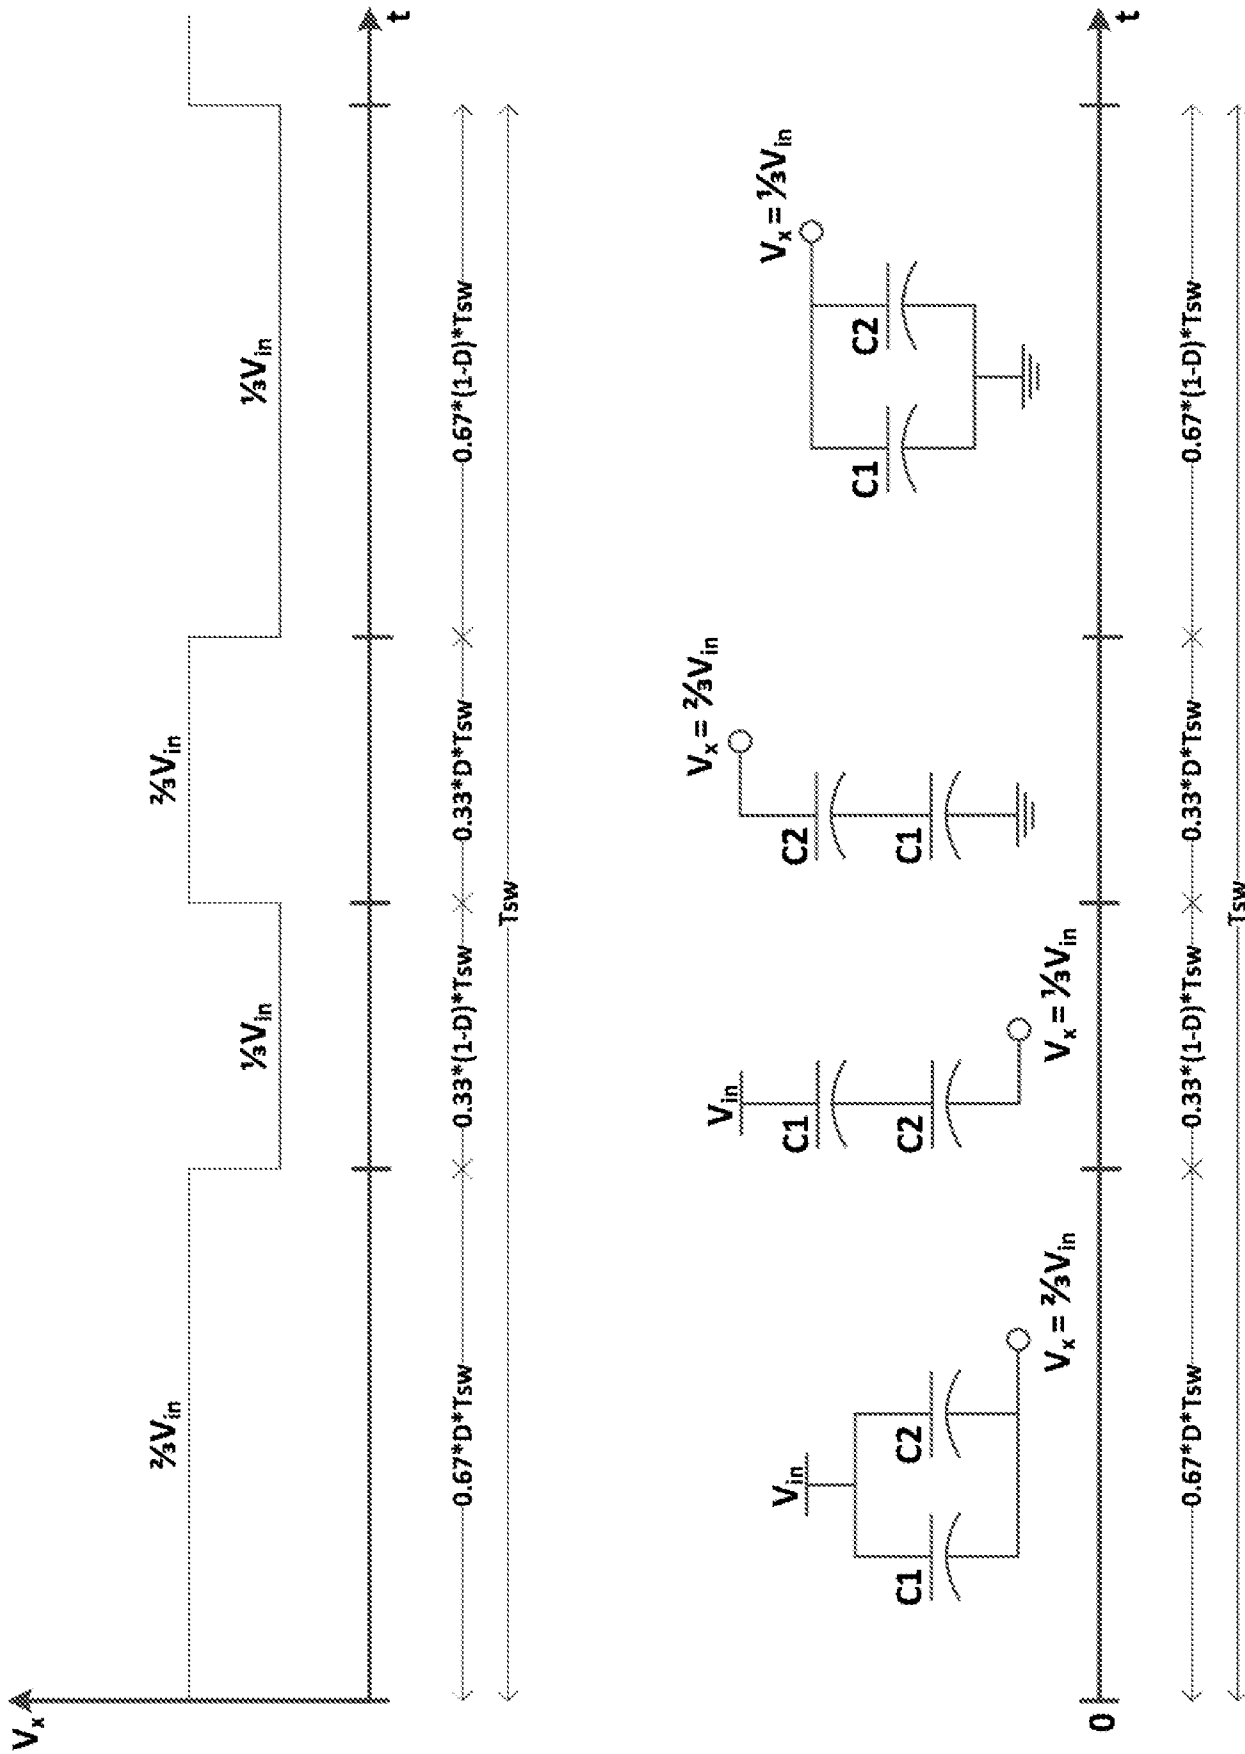 Vx
⅔Vin
⅓Vin
⅔Vin
⅓Vin
t
0.67*D*Tsw
0.33*(1-D)*Tsw
0.33*D*Tsw
0.67*(1-D)*Tsw
Tsw
Vin
C1
C2
Vx = ⅔Vin
Vin
C1
C2
Vx = ⅓Vin
Vx = ⅔Vin
C2
C1
Vx = ⅓Vin
C1
C2
0
t
0.67*D*Tsw
0.33*(1-D)*Tsw
0.33*D*Tsw
0.67*(1-D)*Tsw
Tsw